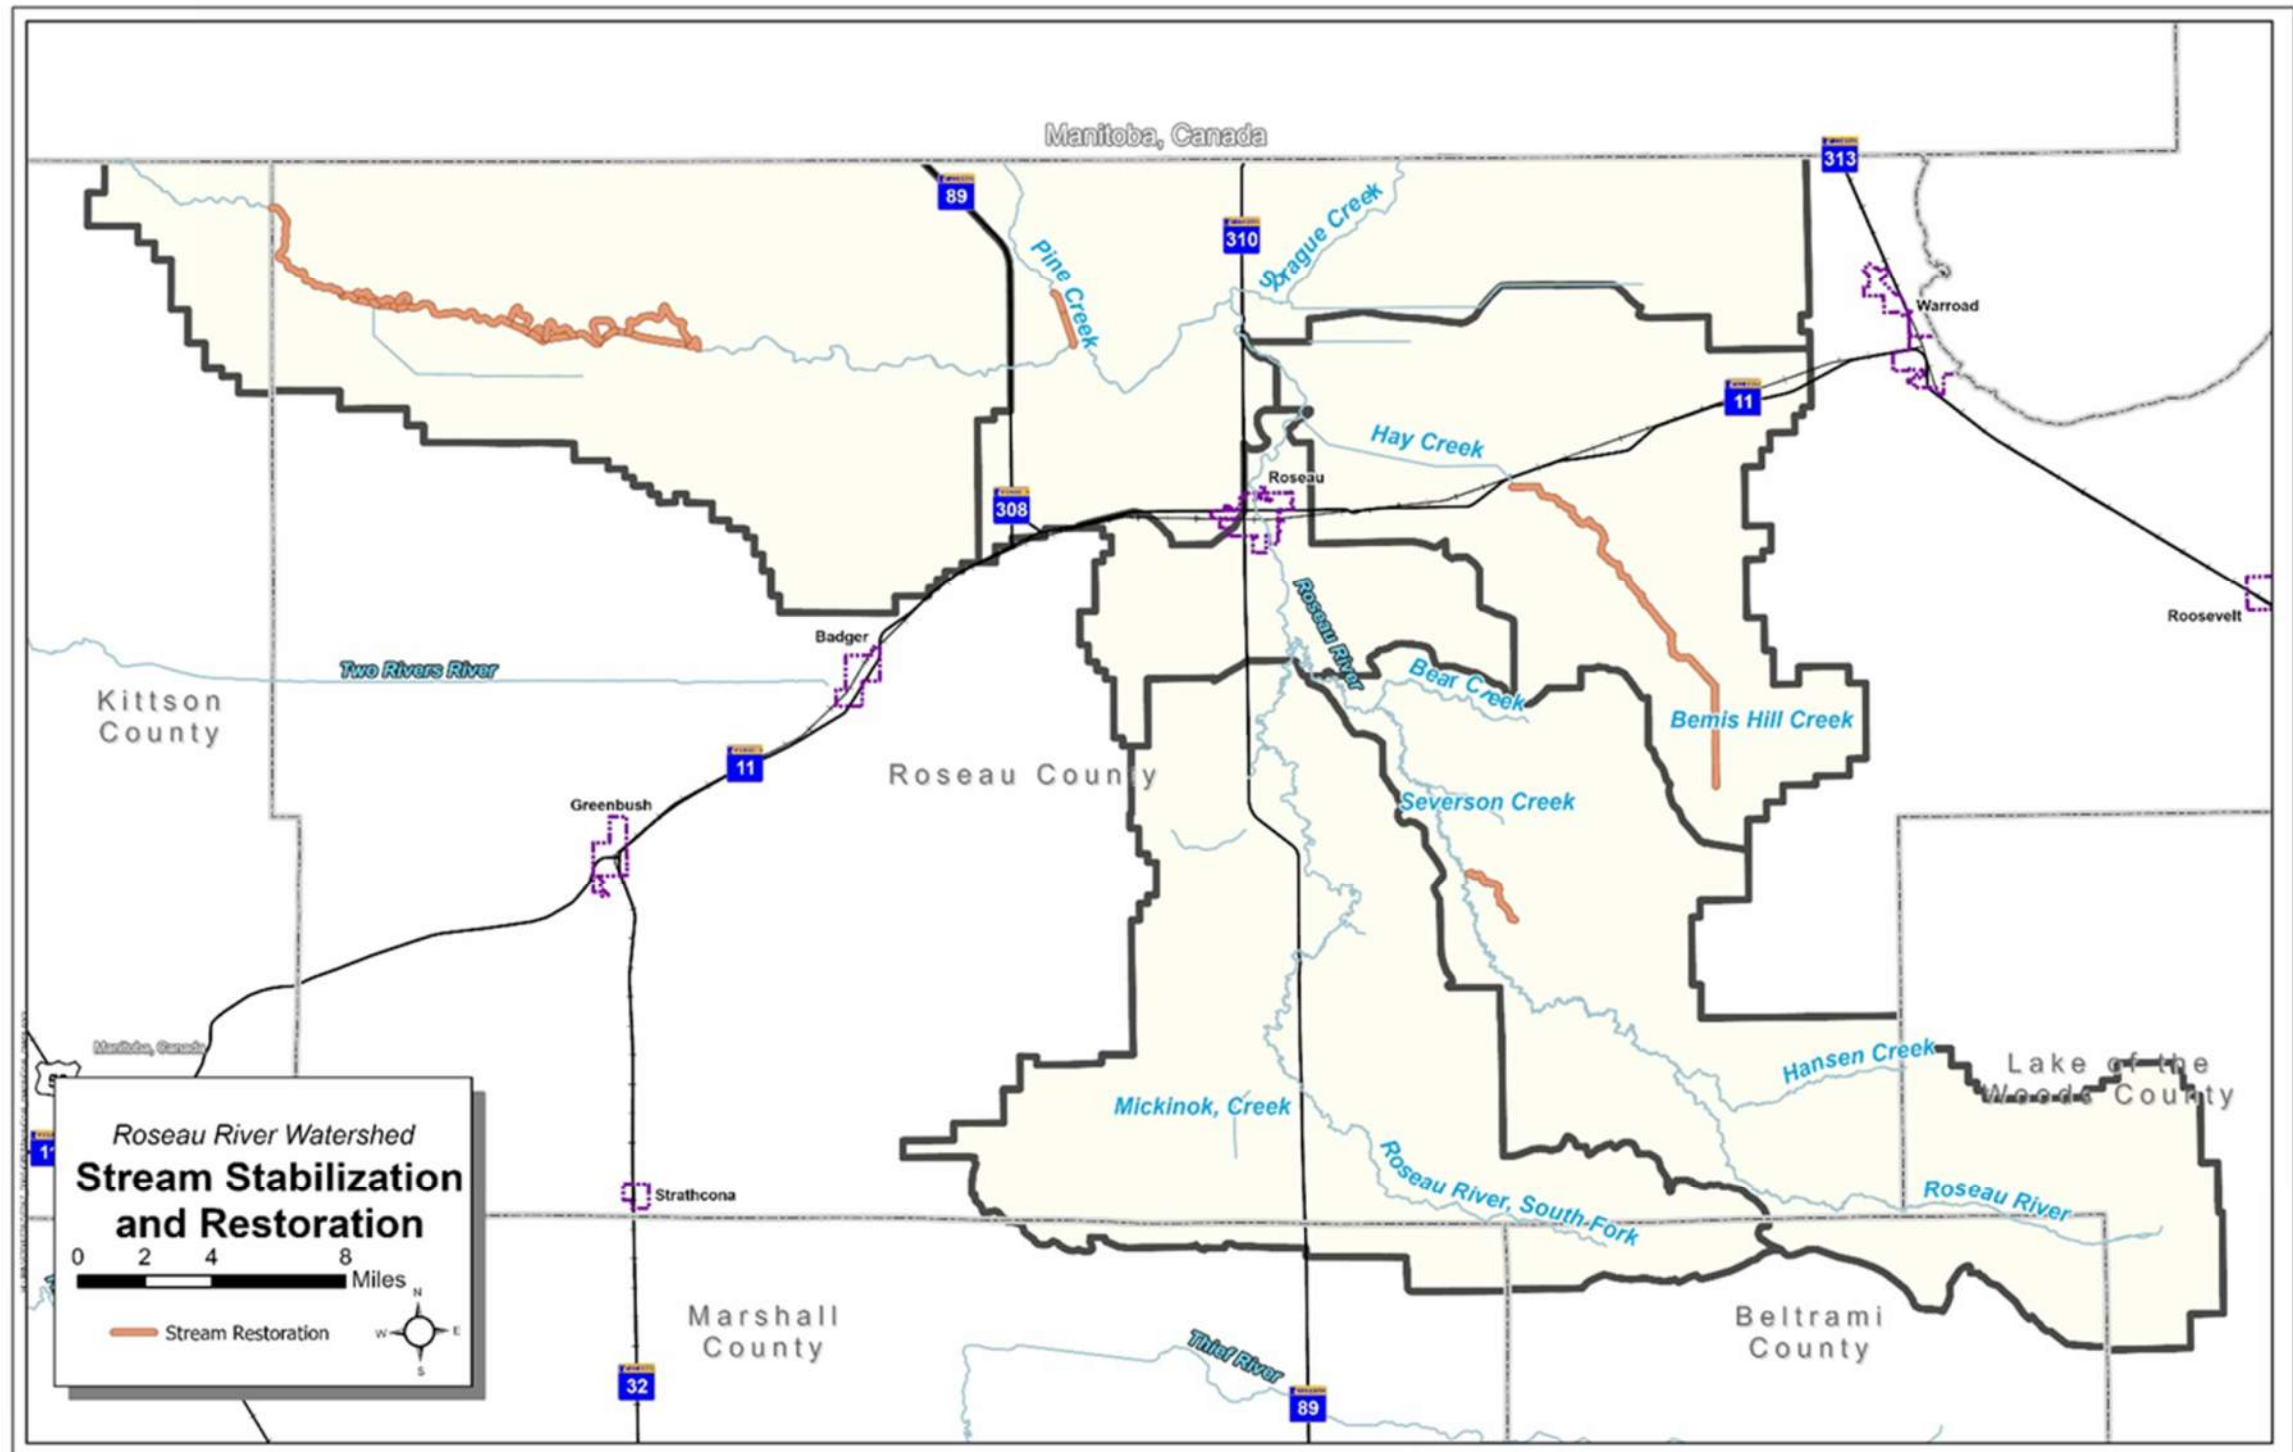 Manitoba, Canada
313
89
310
Sprague Creek
Pine Creek
Warroad
11
Hay Creek
Roseau
308
Roosevelt
Roseau River
Badger
Two Rivers River
Bear Creek
Kittson
County
Bemis Hill Creek
11
Roseau County
Greenbush
Severson Creek
Manitoba, Canada
Hansen Creek
Lake of the
Woods County
Mickinok, Creek
11
Roseau River Watershed
Stream Stabilization
and Restoration
0 2 4 8
Miles
Stream Restoration
N
W E
S
Strathcona
Roseau River, South Fork
Roseau River
Marshall
County
Beltrami
County
Thief River
32
89